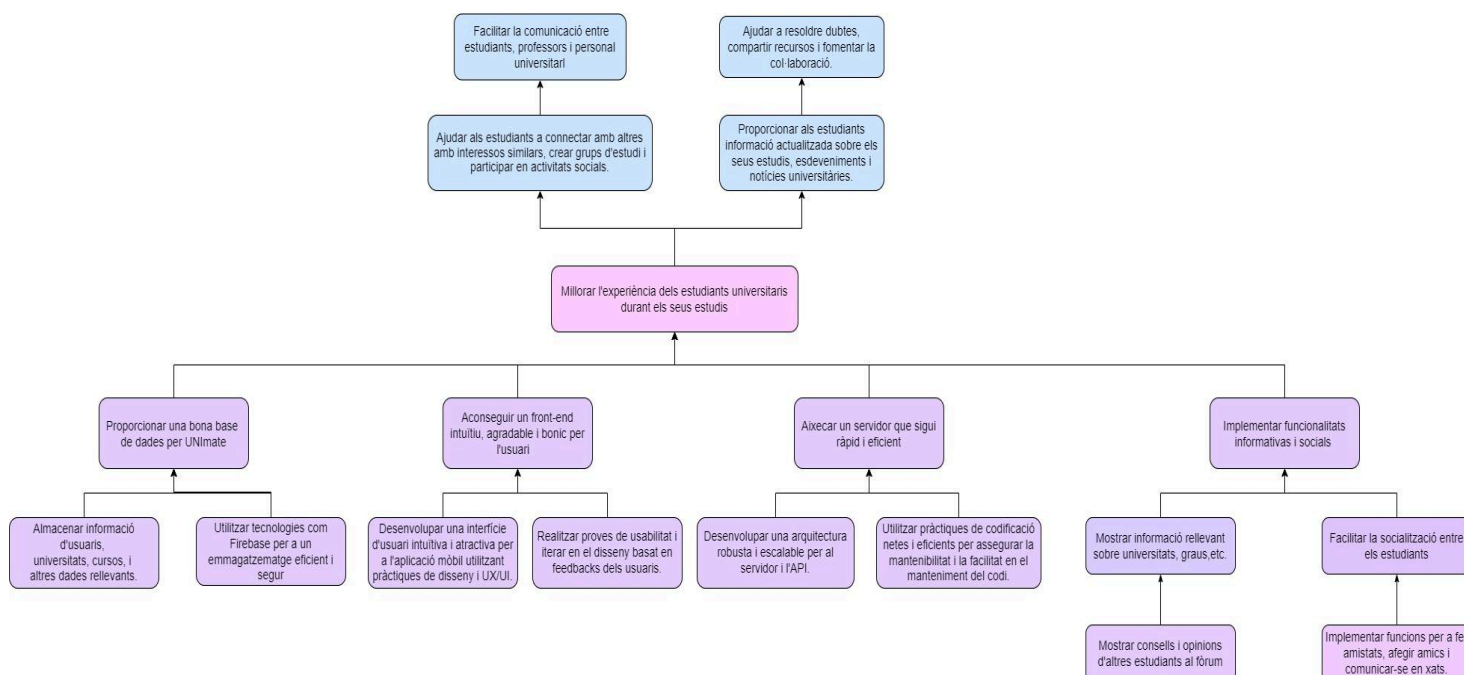 Facilitar la comunicació entre
estudiants, professors i personal
universitarI
Ajudar a resoldre dubtes,
compartir recursos i fomentar la
col·laboració.
Ajudar als estudiants a connectar amb altres
amb interessos similars, crear grups d'estudi i
participar en activitats socials.
Proporcionar als estudiants
informació actualitzada sobre els
seus estudis, esdeveniments i
notícies universitàries.
Millorar l'experiència dels estudiants universitaris
durant els seus estudis
Proporcionar una bona base
de dades per UNImate
Aconseguir un front-end
intuïtiu, agradable i bonic per
l'usuari
Aixecar un servidor que sigui
ràpid i eficient
Implementar funcionalitats
informatives i socials
Almacenar informació
d'usuaris,
universitats, cursos, i
altres dades rellevants.
Utilitzar tecnologies com
Firebase per a un
emmagatzematge eficient i
segur
Desenvolupar una interfície
d'usuari intuïtiva i atractiva per
a l'aplicació mòbil utilitzant
pràctiques de disseny i UX/UI.
Realitzar proves de usabilitat i
iterar en el disseny basat en
feedbacks dels usuaris.
Desenvolupar una arquitectura
robusta i escalable per al
servidor i l'API.
Utilitzar pràctiques de codificació
netes i eficients per assegurar la
mantenibilitat i la facilitat en el
manteniment del codi.
Mostrar informació rellevant
sobre universitats, graus,etc.
Facilitar la socialització entre
els estudiants
Mostrar consells i opinions
d'altres estudiants al fòrum
Implementar funcions per a fe
amistats, afegir amics i
comunicar-se en xats.